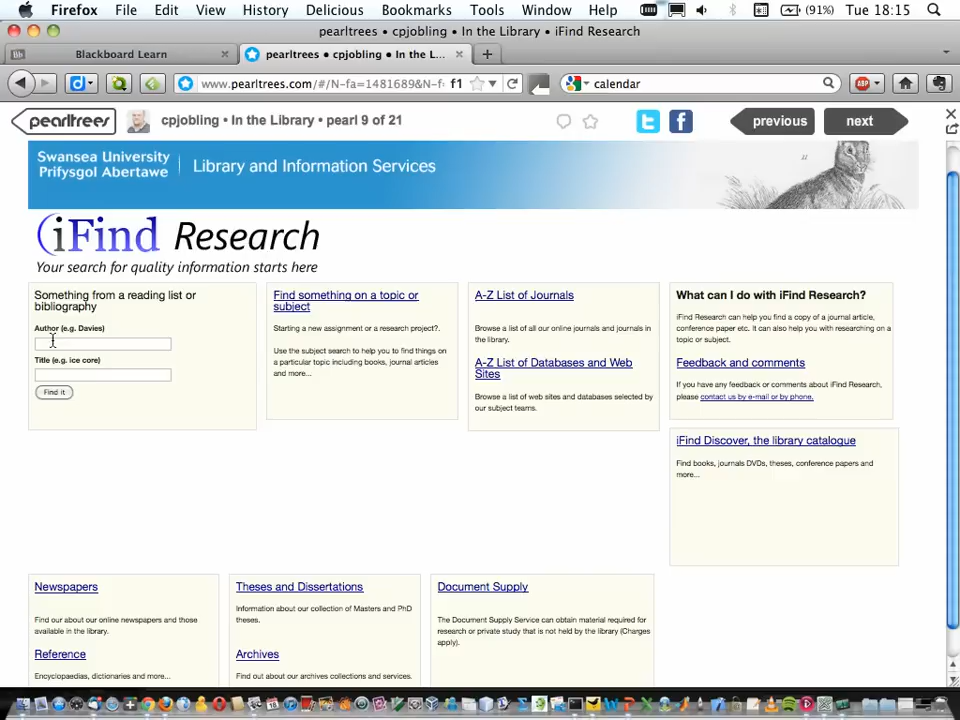 Firefox File Edit View History Delicious Bookmarks Tools Window Help (91%) Tue 18:15
pearltrees • cpjobling • In the Library • iFind Research
Bb Blackboard Learn × pearltrees • cpjobling • In the L... × +
www.pearltrees.com/#/N-fa=1481689&N-f: f1 calendar ABP
pearltrees cpjobling • In the Library • pearl 9 of 21 previous next
Swansea University
Prifysgol Abertawe
Library and Information Services
iFind Research
Your search for quality information starts here
Something from a reading list or
bibliography
Author (e.g. Davies)
Title (e.g. ice core)
Find it
Find something on a topic or
subject
Starting a new assignment or a research project?.
Use the subject search to help you to find things on
a particular topic including books, journal articles
and more...
A-Z List of Journals
Browse a list of all our online journals and journals in
the library.
A-Z List of Databases and Web
Sites
Browse a list of web sites and databases selected by
our subject teams.
What can I do with iFind Research?
iFind Research can help you find a copy of a journal article,
conference paper etc. It can also help you with researching on a
topic or subject.
Feedback and comments
If you have any feedback or comments about iFind Research,
please contact us by e-mail or by phone.
iFind Discover, the library catalogue
Find books, journals DVDs, theses, conference papers and
more...
Newspapers
Find our about our online newspapers and those
available in the library.
Reference
Encyclopaedias, dictionaries and more...
Theses and Dissertations
Information about our collection of Masters and PhD
theses.
Archives
Find out about our archives collections and services.
Document Supply
The Document Supply Service can obtain material required for
research or private study that is not held by the library (Charges
apply).